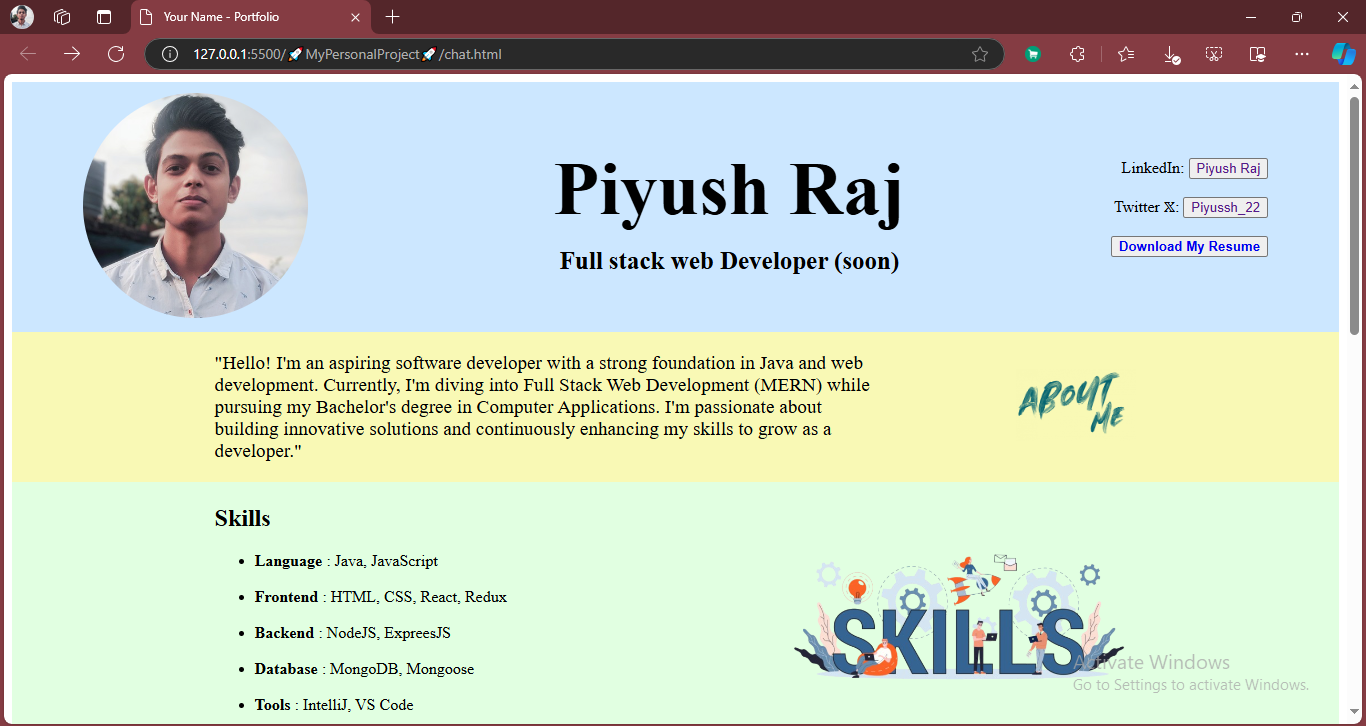 Your Name - Portfolio
127.0.0.1:5500/🚀MyPersonalProject🚀/chat.html
Piyush Raj
Full stack web Developer (soon)
LinkedIn: Piyush Raj
Twitter X: Piyussh_22
Download My Resume
"Hello! I'm an aspiring software developer with a strong foundation in Java and web
development. Currently, I'm diving into Full Stack Web Development (MERN) while
pursuing my Bachelor's degree in Computer Applications. I'm passionate about
building innovative solutions and continuously enhancing my skills to grow as a
developer."
ABOUT
ME
Skills
• Language : Java, JavaScript
• Frontend : HTML, CSS, React, Redux
• Backend : NodeJS, ExpreesJS
• Database : MongoDB, Mongoose
• Tools : IntelliJ, VS Code
SKILLS
Activate Windows
Go to Settings to activate Windows.